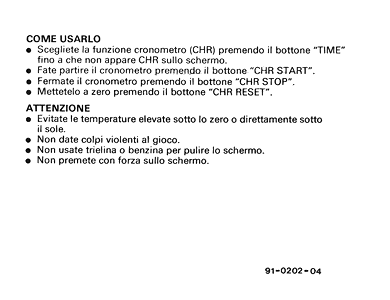 COME USARLO
● Scegliete la funzione cronometro (CHR) premendo il bottone "TIME"
fino a che non appare CHR sullo schermo.
● Fate partire il cronometro premendo il bottone "CHR START".
● Fermate il cronometro premendo il bottone "CHR STOP".
● Mettetelo a zero premendo il bottone "CHR RESET".
ATTENZIONE
● Evitate le temperature elevate sotto lo zero o direttamente sotto
il sole.
● Non date colpi violenti al gioco.
● Non usate trielina o benzina per pulire lo schermo.
● Non premete con forza sullo schermo.
91-0202-04